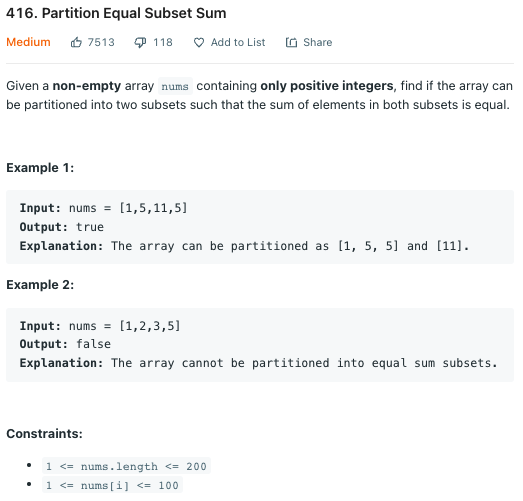 416. Partition Equal Subset Sum
Medium 7513 118 Add to List Share
Given a non-empty array nums containing only positive integers, find if the array can
be partitioned into two subsets such that the sum of elements in both subsets is equal.
Example 1:
Input: nums = [1,5,11,5]
Output: true
Explanation: The array can be partitioned as [1, 5, 5] and [11].
Example 2:
Input: nums = [1,2,3,5]
Output: false
Explanation: The array cannot be partitioned into equal sum subsets.
Constraints:
• 1 <= nums.length <= 200
• 1 <= nums[i] <= 100